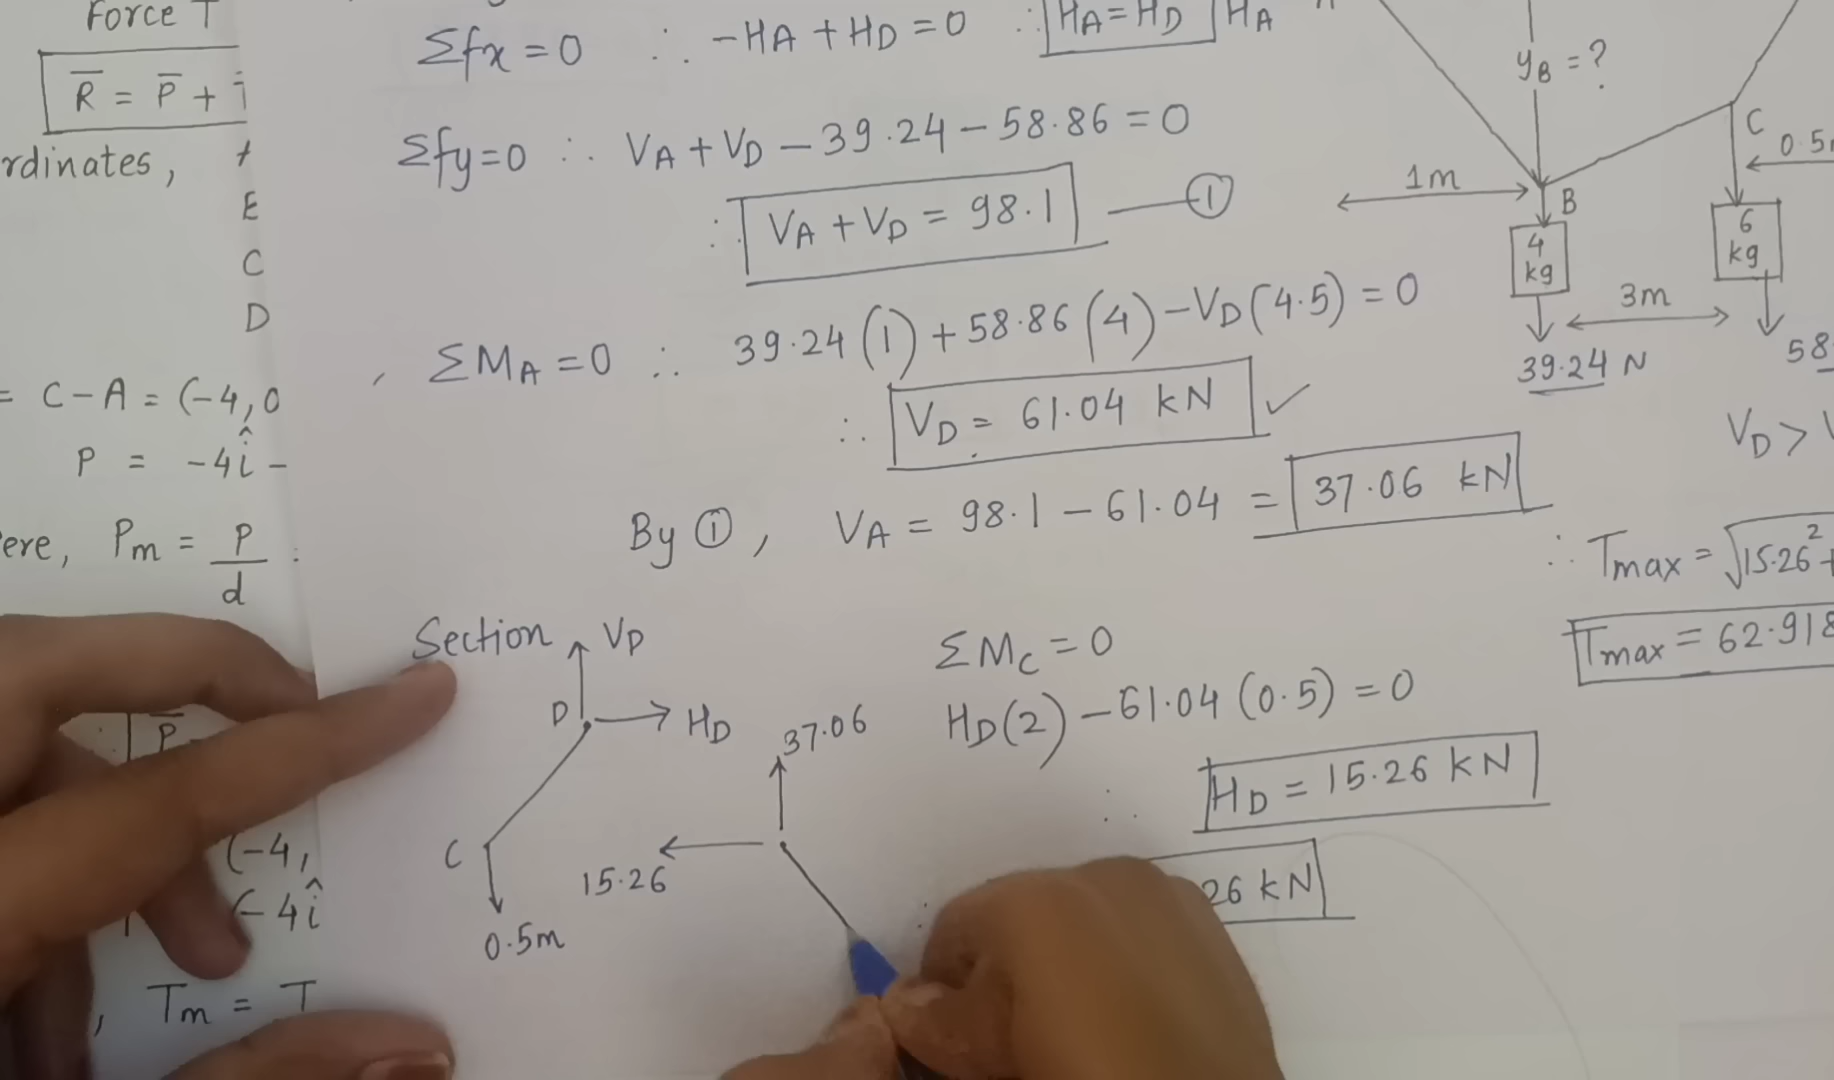 Force T
R̅ = P̅ +
rdinates,
E
C
D
= C-A = (-4, 0
P = -4î -
ere, Pm = P/d :
P̅
(-4,
-4î
, Tm = T
Σfx = 0 ∴ -HA + HD = 0 ∴ HA = HD HA
Σfy=0 ∴ VA + VD - 39.24 - 58.86 = 0
∴ VA + VD = 98.1 — ①
, ΣMA = 0 ∴ 39.24 (1) + 58.86 (4) - VD (4.5) = 0
∴ VD = 61.04 kN ✓
By ①, VA = 98.1 - 61.04 = 37.06 kN
Section
VD
D
HD
C
0.5m
37.06
15.26
ΣMC = 0
HD(2) - 61.04 (0.5) = 0
∴ HD = 15.26 kN
∴ 26 kN
yB = ?
C
0.5
1m
B
4 kg
6 kg
3m
39.24 N
58
VD >
∴ Tmax = √15.26² +
Tmax = 62.918